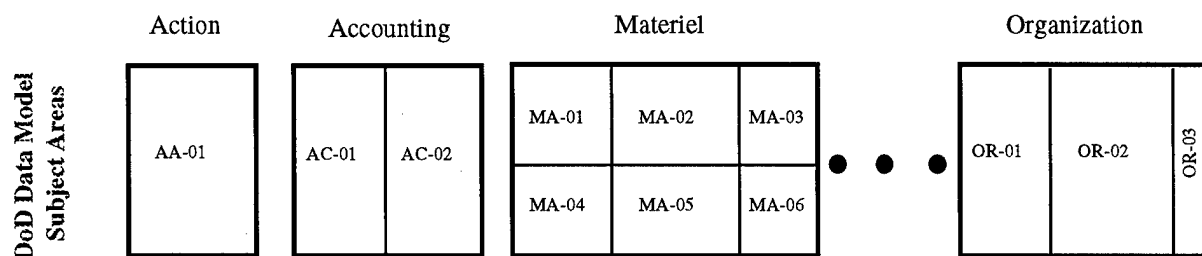 Action Accounting Materiel Organization
DoD Data Model
Subject Areas
MA-01 MA-02 MA-03
AA-01 AC-01 AC-02 OR-01 OR-02 OR-03
MA-04 MA-05 MA-06